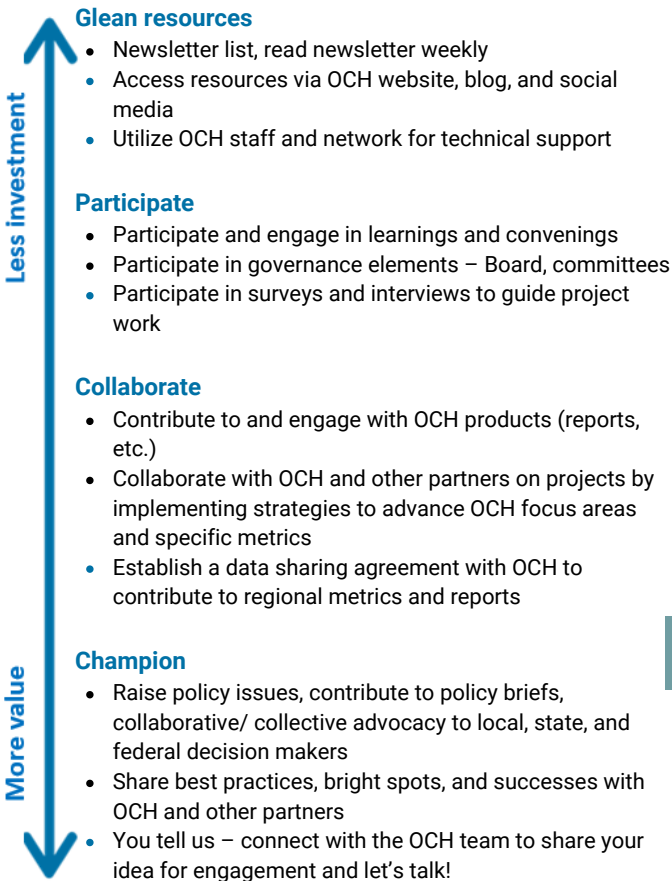 Glean resources
• Newsletter list, read newsletter weekly
• Access resources via OCH website, blog, and social
media
• Utilize OCH staff and network for technical support
Less investment
Participate
• Participate and engage in learnings and convenings
• Participate in governance elements – Board, committees
• Participate in surveys and interviews to guide project
work
Collaborate
• Contribute to and engage with OCH products (reports,
etc.)
• Collaborate with OCH and other partners on projects by
implementing strategies to advance OCH focus areas
and specific metrics
• Establish a data sharing agreement with OCH to
contribute to regional metrics and reports
More value
Champion
• Raise policy issues, contribute to policy briefs,
collaborative/ collective advocacy to local, state, and
federal decision makers
• Share best practices, bright spots, and successes with
OCH and other partners
• You tell us – connect with the OCH team to share your
idea for engagement and let’s talk!